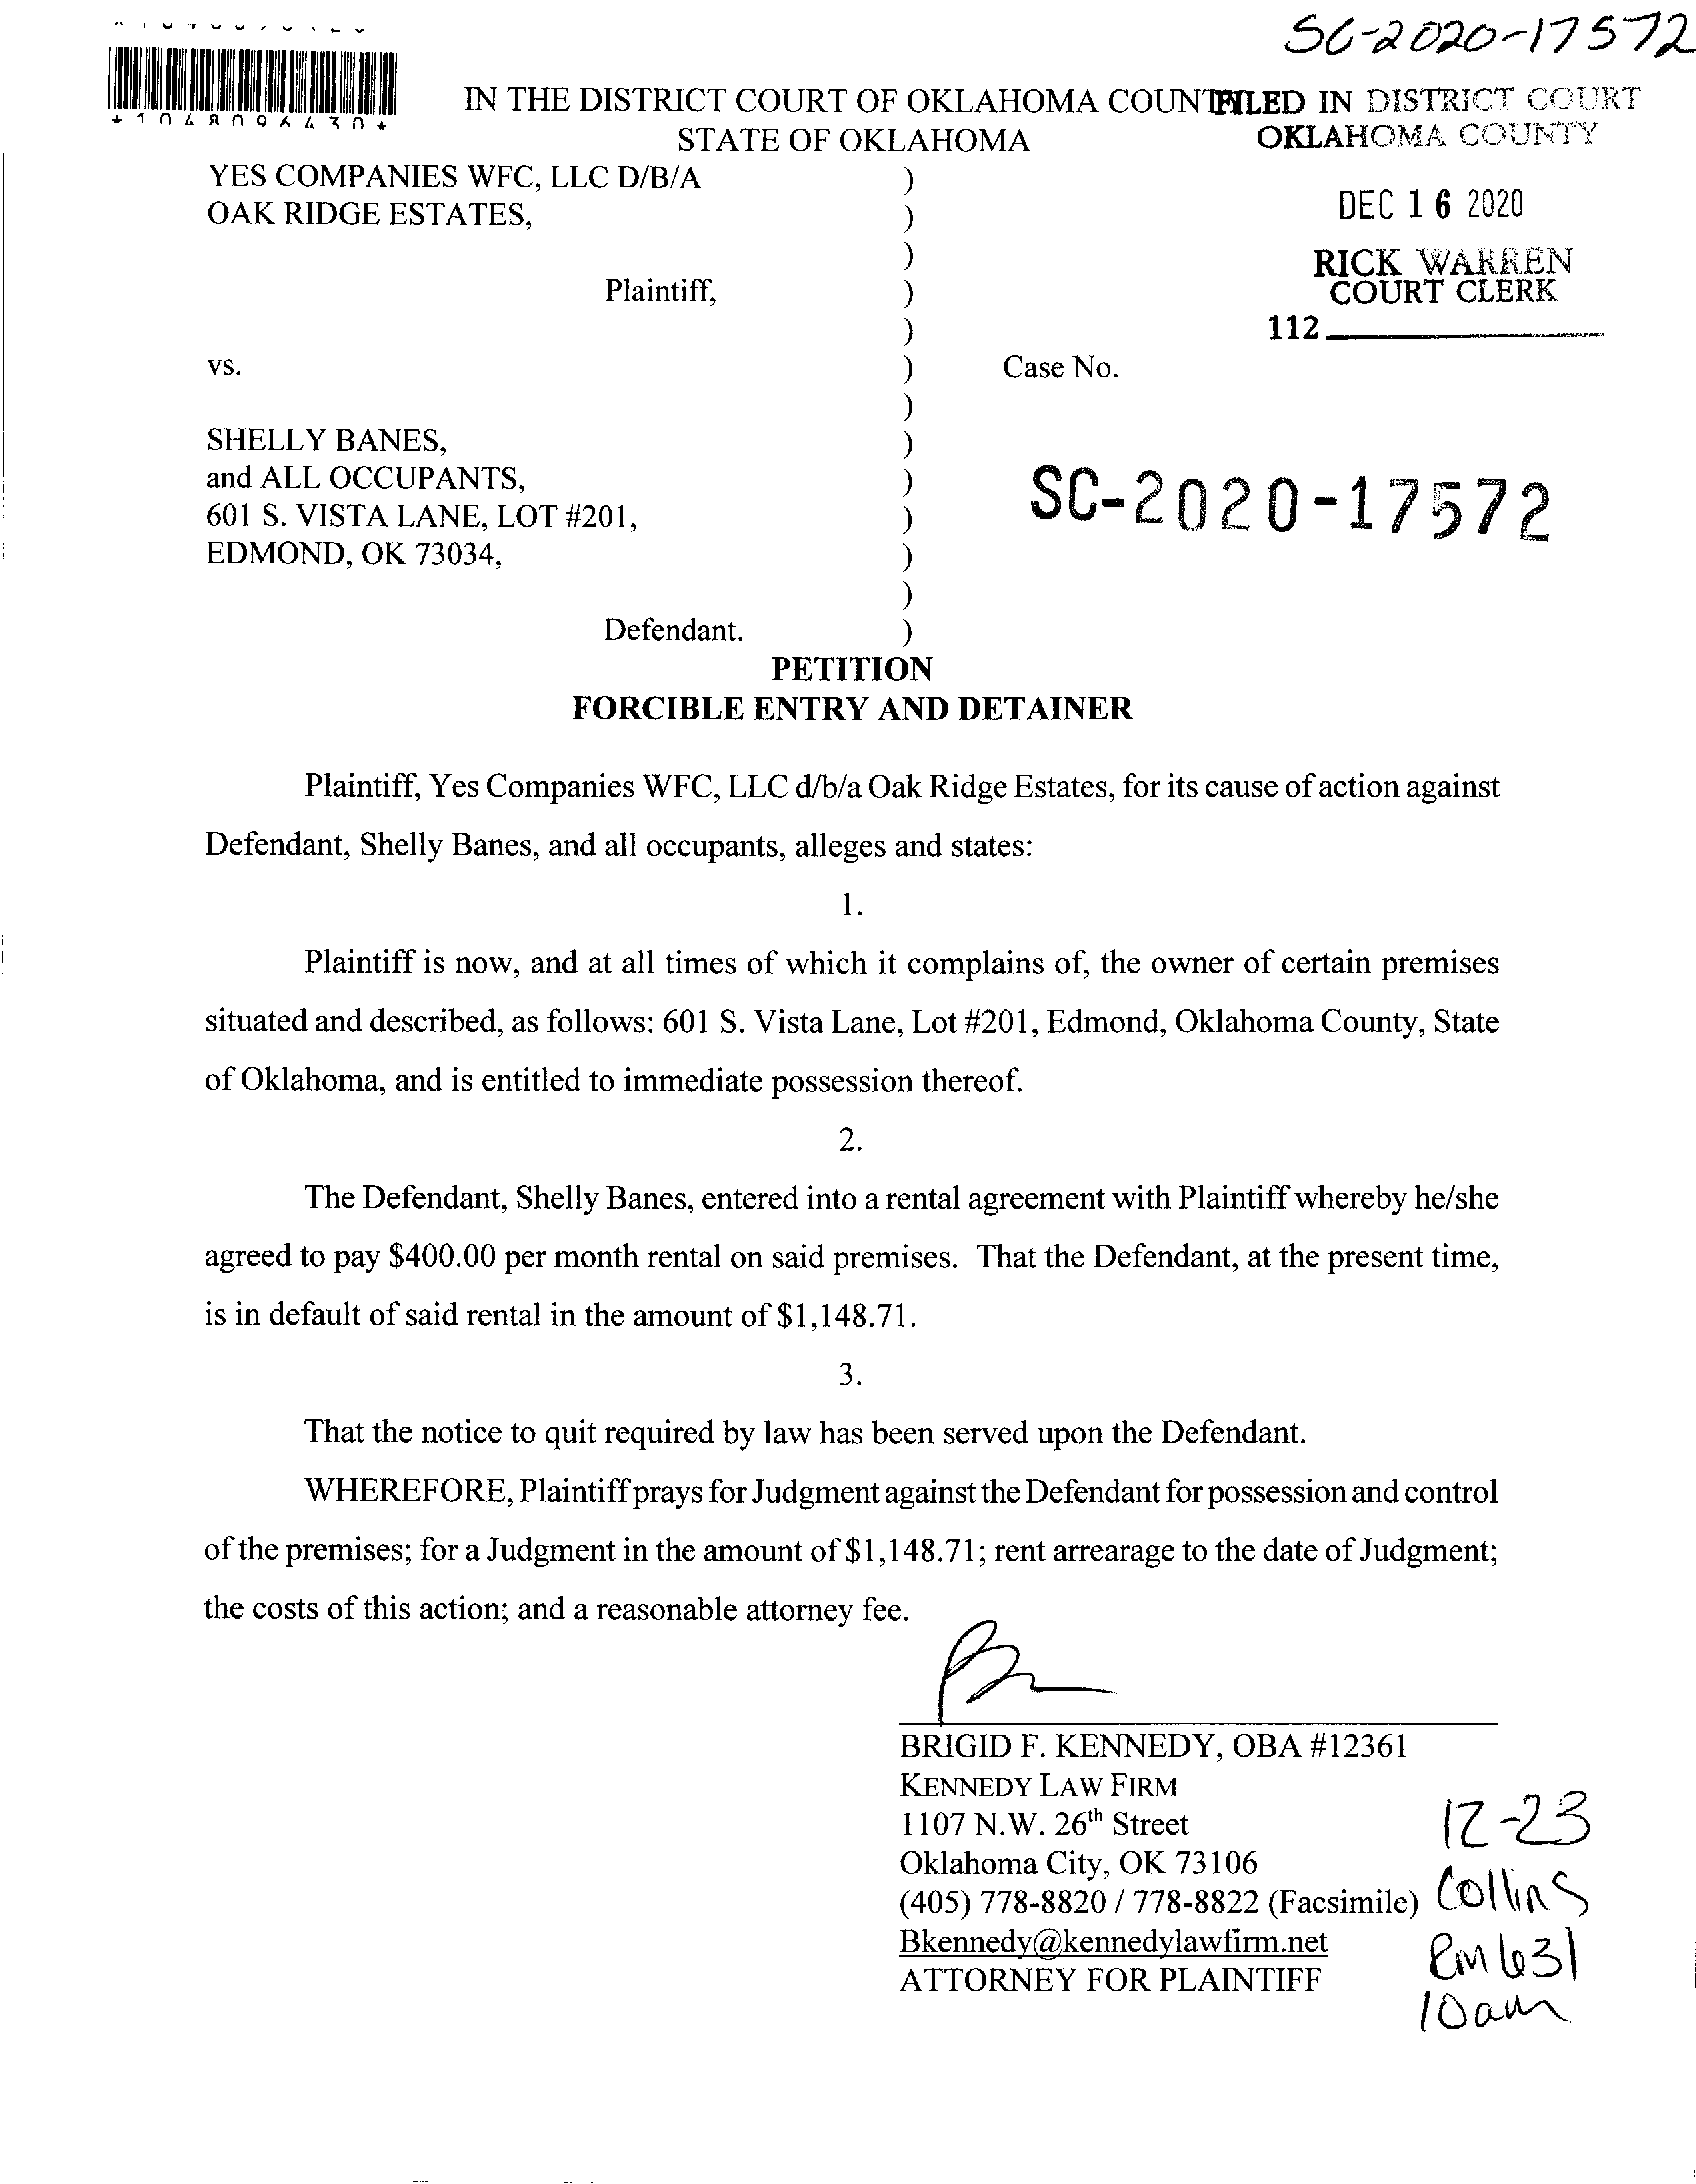 SC-2020-17572
*1048096430*
IN THE DISTRICT COURT OF OKLAHOMA COUNTY
STATE OF OKLAHOMA
FILED IN DISTRICT COURT
OKLAHOMA COUNTY
DEC 16 2020
RICK WARREN
COURT CLERK
112
YES COMPANIES WFC, LLC D/B/A )
OAK RIDGE ESTATES, )
)
Plaintiff, )
)
vs. ) Case No.
)
SHELLY BANES, )
and ALL OCCUPANTS, ) SC-2020-17572
601 S. VISTA LANE, LOT #201, )
EDMOND, OK 73034, )
)
Defendant. )
PETITION
FORCIBLE ENTRY AND DETAINER
Plaintiff, Yes Companies WFC, LLC d/b/a Oak Ridge Estates, for its cause of action against
Defendant, Shelly Banes, and all occupants, alleges and states:
1.
Plaintiff is now, and at all times of which it complains of, the owner of certain premises
situated and described, as follows: 601 S. Vista Lane, Lot #201, Edmond, Oklahoma County, State
of Oklahoma, and is entitled to immediate possession thereof.
2.
The Defendant, Shelly Banes, entered into a rental agreement with Plaintiff whereby he/she
agreed to pay $400.00 per month rental on said premises. That the Defendant, at the present time,
is in default of said rental in the amount of $1,148.71.
3.
That the notice to quit required by law has been served upon the Defendant.
WHEREFORE, Plaintiff prays for Judgment against the Defendant for possession and control
of the premises; for a Judgment in the amount of $1,148.71; rent arrearage to the date of Judgment;
the costs of this action; and a reasonable attorney fee.
BRIGID F. KENNEDY, OBA #12361
KENNEDY LAW FIRM
1107 N.W. 26th Street
Oklahoma City, OK 73106
(405) 778-8820 / 778-8822 (Facsimile)
Bkennedy@kennedylawfirm.net
ATTORNEY FOR PLAINTIFF
12-23
Collins
Rm 631
10am